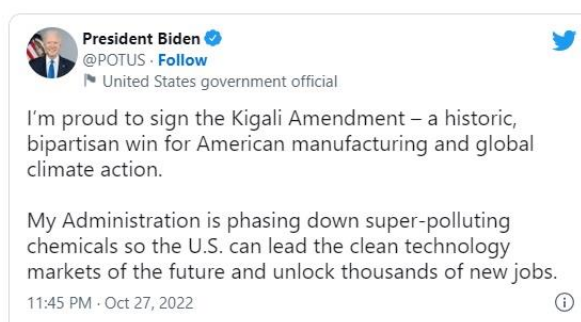 President Biden
@POTUS · Follow
United States government official
I'm proud to sign the Kigali Amendment – a historic,
bipartisan win for American manufacturing and global
climate action.
My Administration is phasing down super-polluting
chemicals so the U.S. can lead the clean technology
markets of the future and unlock thousands of new jobs.
11:45 PM · Oct 27, 2022